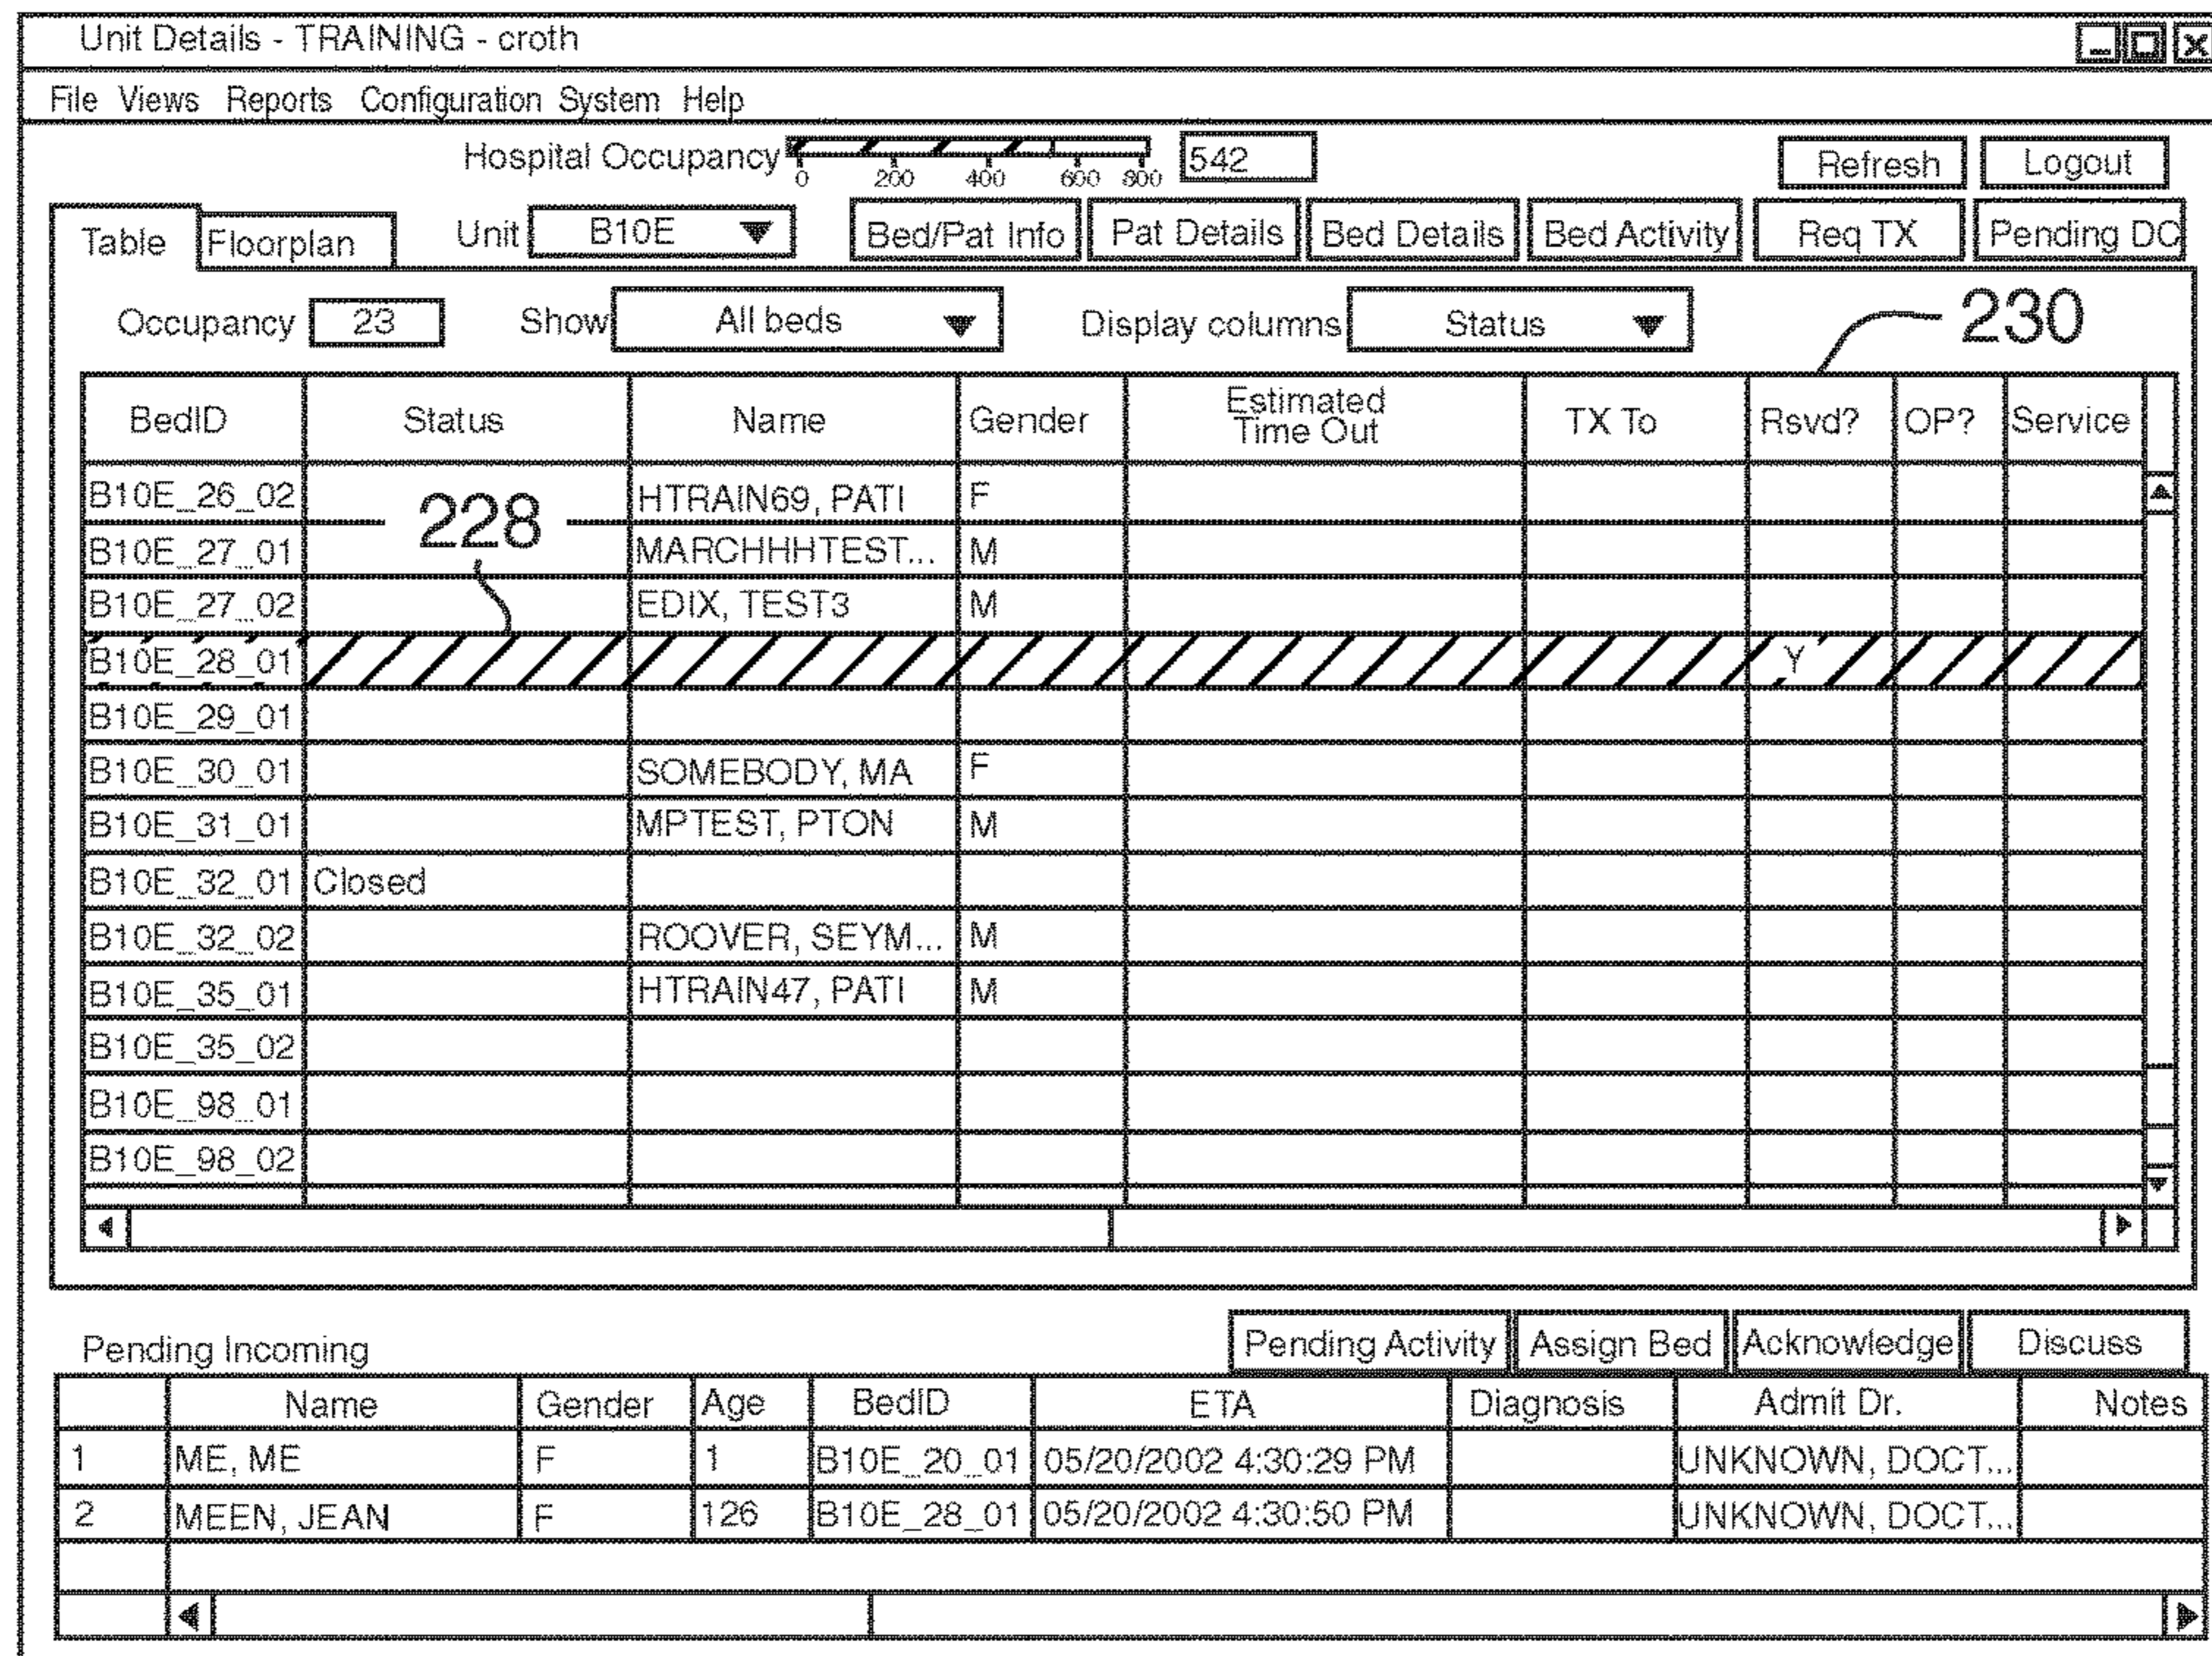 Unit Details - TRAINING - croth
File Views Reports Configuration System Help
Hospital Occupancy 0 200 400 600 800 542 Refresh Logout
Table Floorplan Unit B10E Bed/Pat Info Pat Details Bed Details Bed Activity Req TX Pending DC
Occupancy 23 Show All beds Display columns Status 230
BedID Status Name Gender Estimated Time Out TX To Rsvd? OP? Service
B10E_26_02 HTRAIN69, PATI F
228
B10E_27_01 MARCHHHTEST... M
B10E_27_02 EDIX, TEST3 M
B10E_28_01 Y
B10E_29_01
B10E_30_01 SOMEBODY, MA F
B10E_31_01 MPTEST, PTON M
B10E_32_01 Closed
B10E_32_02 ROOVER, SEYM... M
B10E_35_01 HTRAIN47, PATI M
B10E_35_02
B10E_98_01
B10E_98_02
Pending Incoming Pending Activity Assign Bed Acknowledge Discuss
Name Gender Age BedID ETA Diagnosis Admit Dr. Notes
1 ME, ME F 1 B10E_20_01 05/20/2002 4:30:29 PM UNKNOWN, DOCT...
2 MEEN, JEAN F 126 B10E_28_01 05/20/2002 4:30:50 PM UNKNOWN, DOCT...